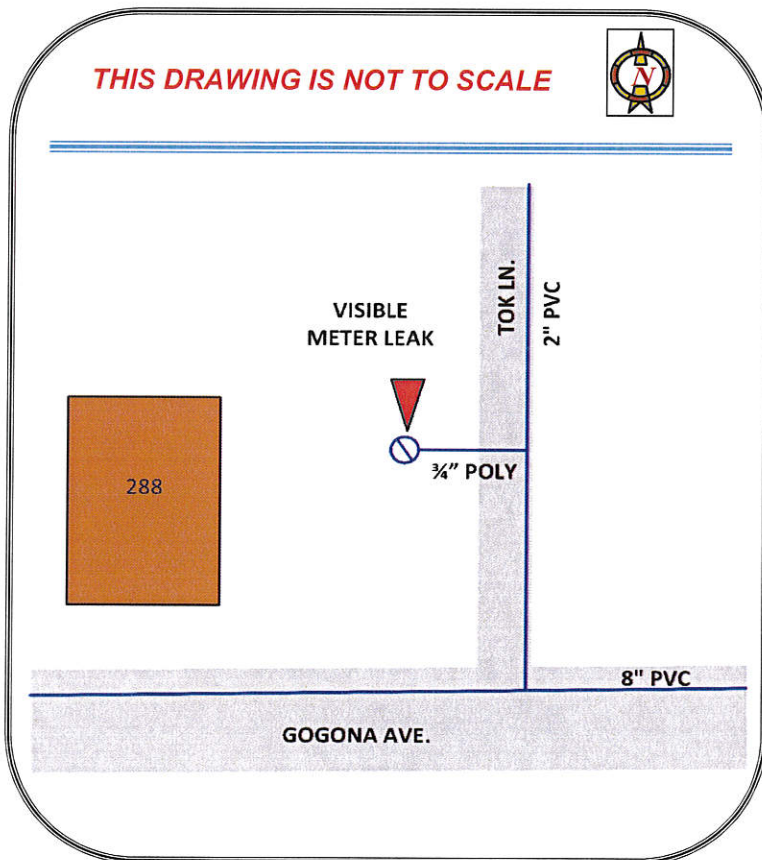 THIS DRAWING IS NOT TO SCALE
N
TOK LN.
2" PVC
VISIBLE
METER LEAK
¾” POLY
288
8" PVC
GOGONA AVE.